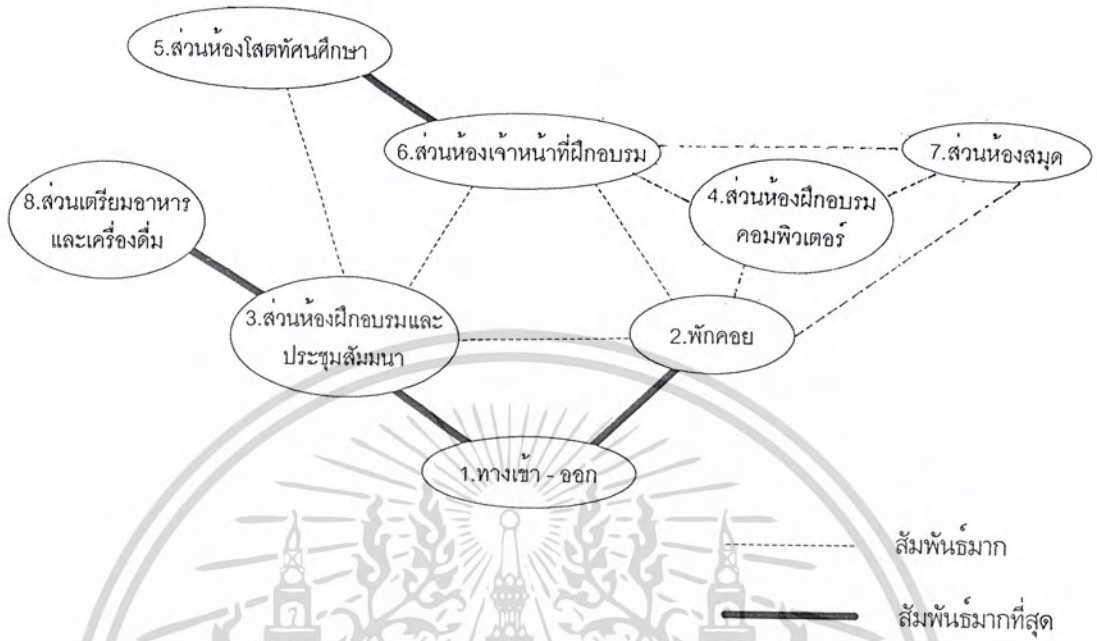 5.ส่วนห้องโสตทัศนศึกษา
6.ส่วนห้องเจ้าหน้าที่ฝึกอบรม
7.ส่วนห้องสมุด
8.ส่วนเตรียมอาหาร
และเครื่องดื่ม
4.ส่วนห้องฝึกอบรม
คอมพิวเตอร์
3.ส่วนห้องฝึกอบรมและ
ประชุมสัมมนา
2.พักคอย
1.ทางเข้า - ออก
สัมพันธ์มาก
สัมพันธ์มากที่สุด